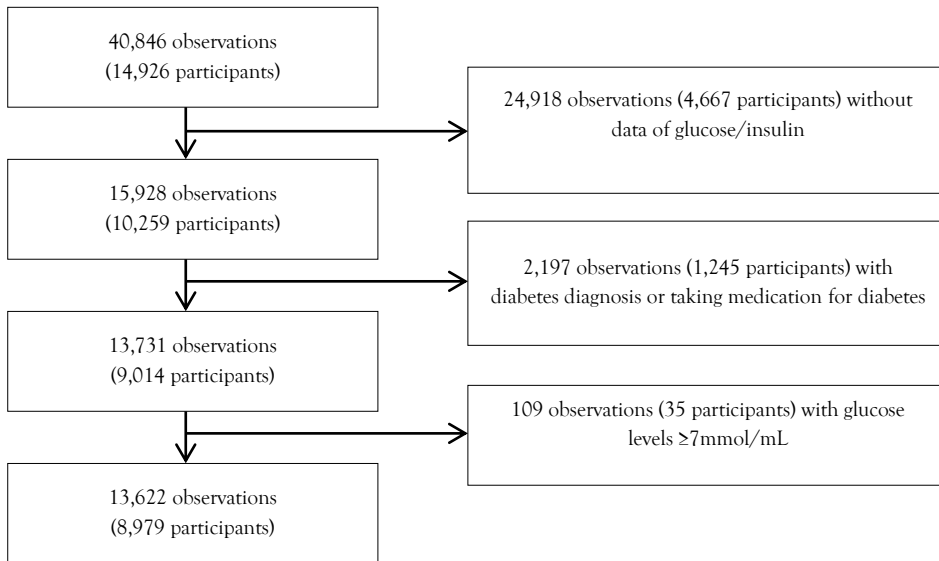 40,846 observations
(14,926 participants)
24,918 observations (4,667 participants) without
data of glucose/insulin
15,928 observations
(10,259 participants)
2,197 observations (1,245 participants) with
diabetes diagnosis or taking medication for diabetes
13,731 observations
(9,014 participants)
109 observations (35 participants) with glucose
levels ≥7mmol/mL
13,622 observations
(8,979 participants)